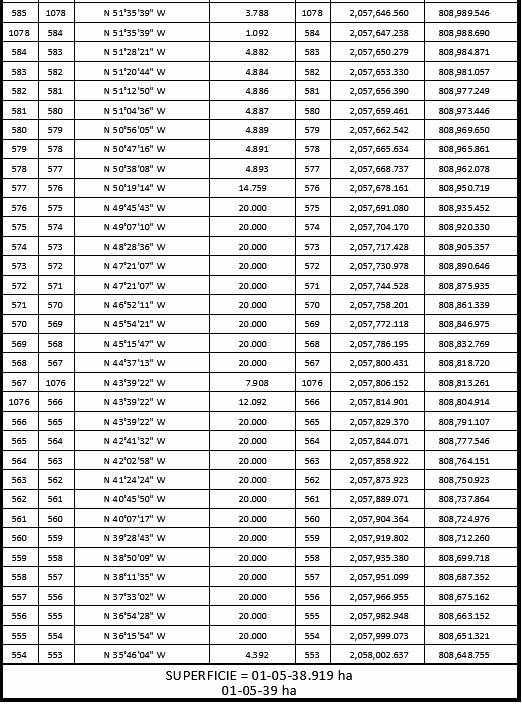 585 1078 N 51°35'39" W 3.788 1078 2,057,646.560 808,989.546
1078 584 N 51°35'39" W 1.092 584 2,057,647.238 808,988.690
584 583 N 51°28'21" W 4.882 583 2,057,650.279 808,984.871
583 582 N 51°20'44" W 4.884 582 2,057,653.330 808,981.057
582 581 N 51°12'50" W 4.886 581 2,057,656.390 808,977.249
581 580 N 51°04'36" W 4.887 580 2,057,659.461 808,973.446
580 579 N 50°56'05" W 4.889 579 2,057,662.542 808,969.650
579 578 N 50°47'16" W 4.891 578 2,057,665.634 808,965.861
578 577 N 50°38'08" W 4.893 577 2,057,668.737 808,962.078
577 576 N 50°19'14" W 14.759 576 2,057,678.161 808,950.719
576 575 N 49°45'43" W 20.000 575 2,057,691.080 808,935.452
575 574 N 49°07'10" W 20.000 574 2,057,704.170 808,920.330
574 573 N 48°28'36" W 20.000 573 2,057,717.428 808,905.357
573 572 N 47°21'07" W 20.000 572 2,057,730.978 808,890.646
572 571 N 47°21'07" W 20.000 571 2,057,744.528 808,875.935
571 570 N 46°52'11" W 20.000 570 2,057,758.201 808,861.339
570 569 N 45°54'21" W 20.000 569 2,057,772.118 808,846.975
569 568 N 45°15'47" W 20.000 568 2,057,786.195 808,832.769
568 567 N 44°37'13" W 20.000 567 2,057,800.431 808,818.720
567 1076 N 43°39'22" W 7.908 1076 2,057,806.152 808,813.261
1076 566 N 43°39'22" W 12.092 566 2,057,814.901 808,804.914
566 565 N 43°39'22" W 20.000 565 2,057,829.370 808,791.107
565 564 N 42°41'32" W 20.000 564 2,057,844.071 808,777.546
564 563 N 42°02'58" W 20.000 563 2,057,858.922 808,764.151
563 562 N 41°24'24" W 20.000 562 2,057,873.923 808,750.923
562 561 N 40°45'50" W 20.000 561 2,057,889.071 808,737.864
561 560 N 40°07'17" W 20.000 560 2,057,904.364 808,724.976
560 559 N 39°28'43" W 20.000 559 2,057,919.802 808,712.260
559 558 N 38°50'09" W 20.000 558 2,057,935.380 808,699.718
558 557 N 38°11'35" W 20.000 557 2,057,951.099 808,687.352
557 556 N 37°33'02" W 20.000 556 2,057,966.955 808,675.162
556 555 N 36°54'28" W 20.000 555 2,057,982.948 808,663.152
555 554 N 36°15'54" W 20.000 554 2,057,999.073 808,651.321
554 553 N 35°46'04" W 4.392 553 2,058,002.637 808,648.755
SUPERFICIE = 01-05-38.919 ha
01-05-39 ha